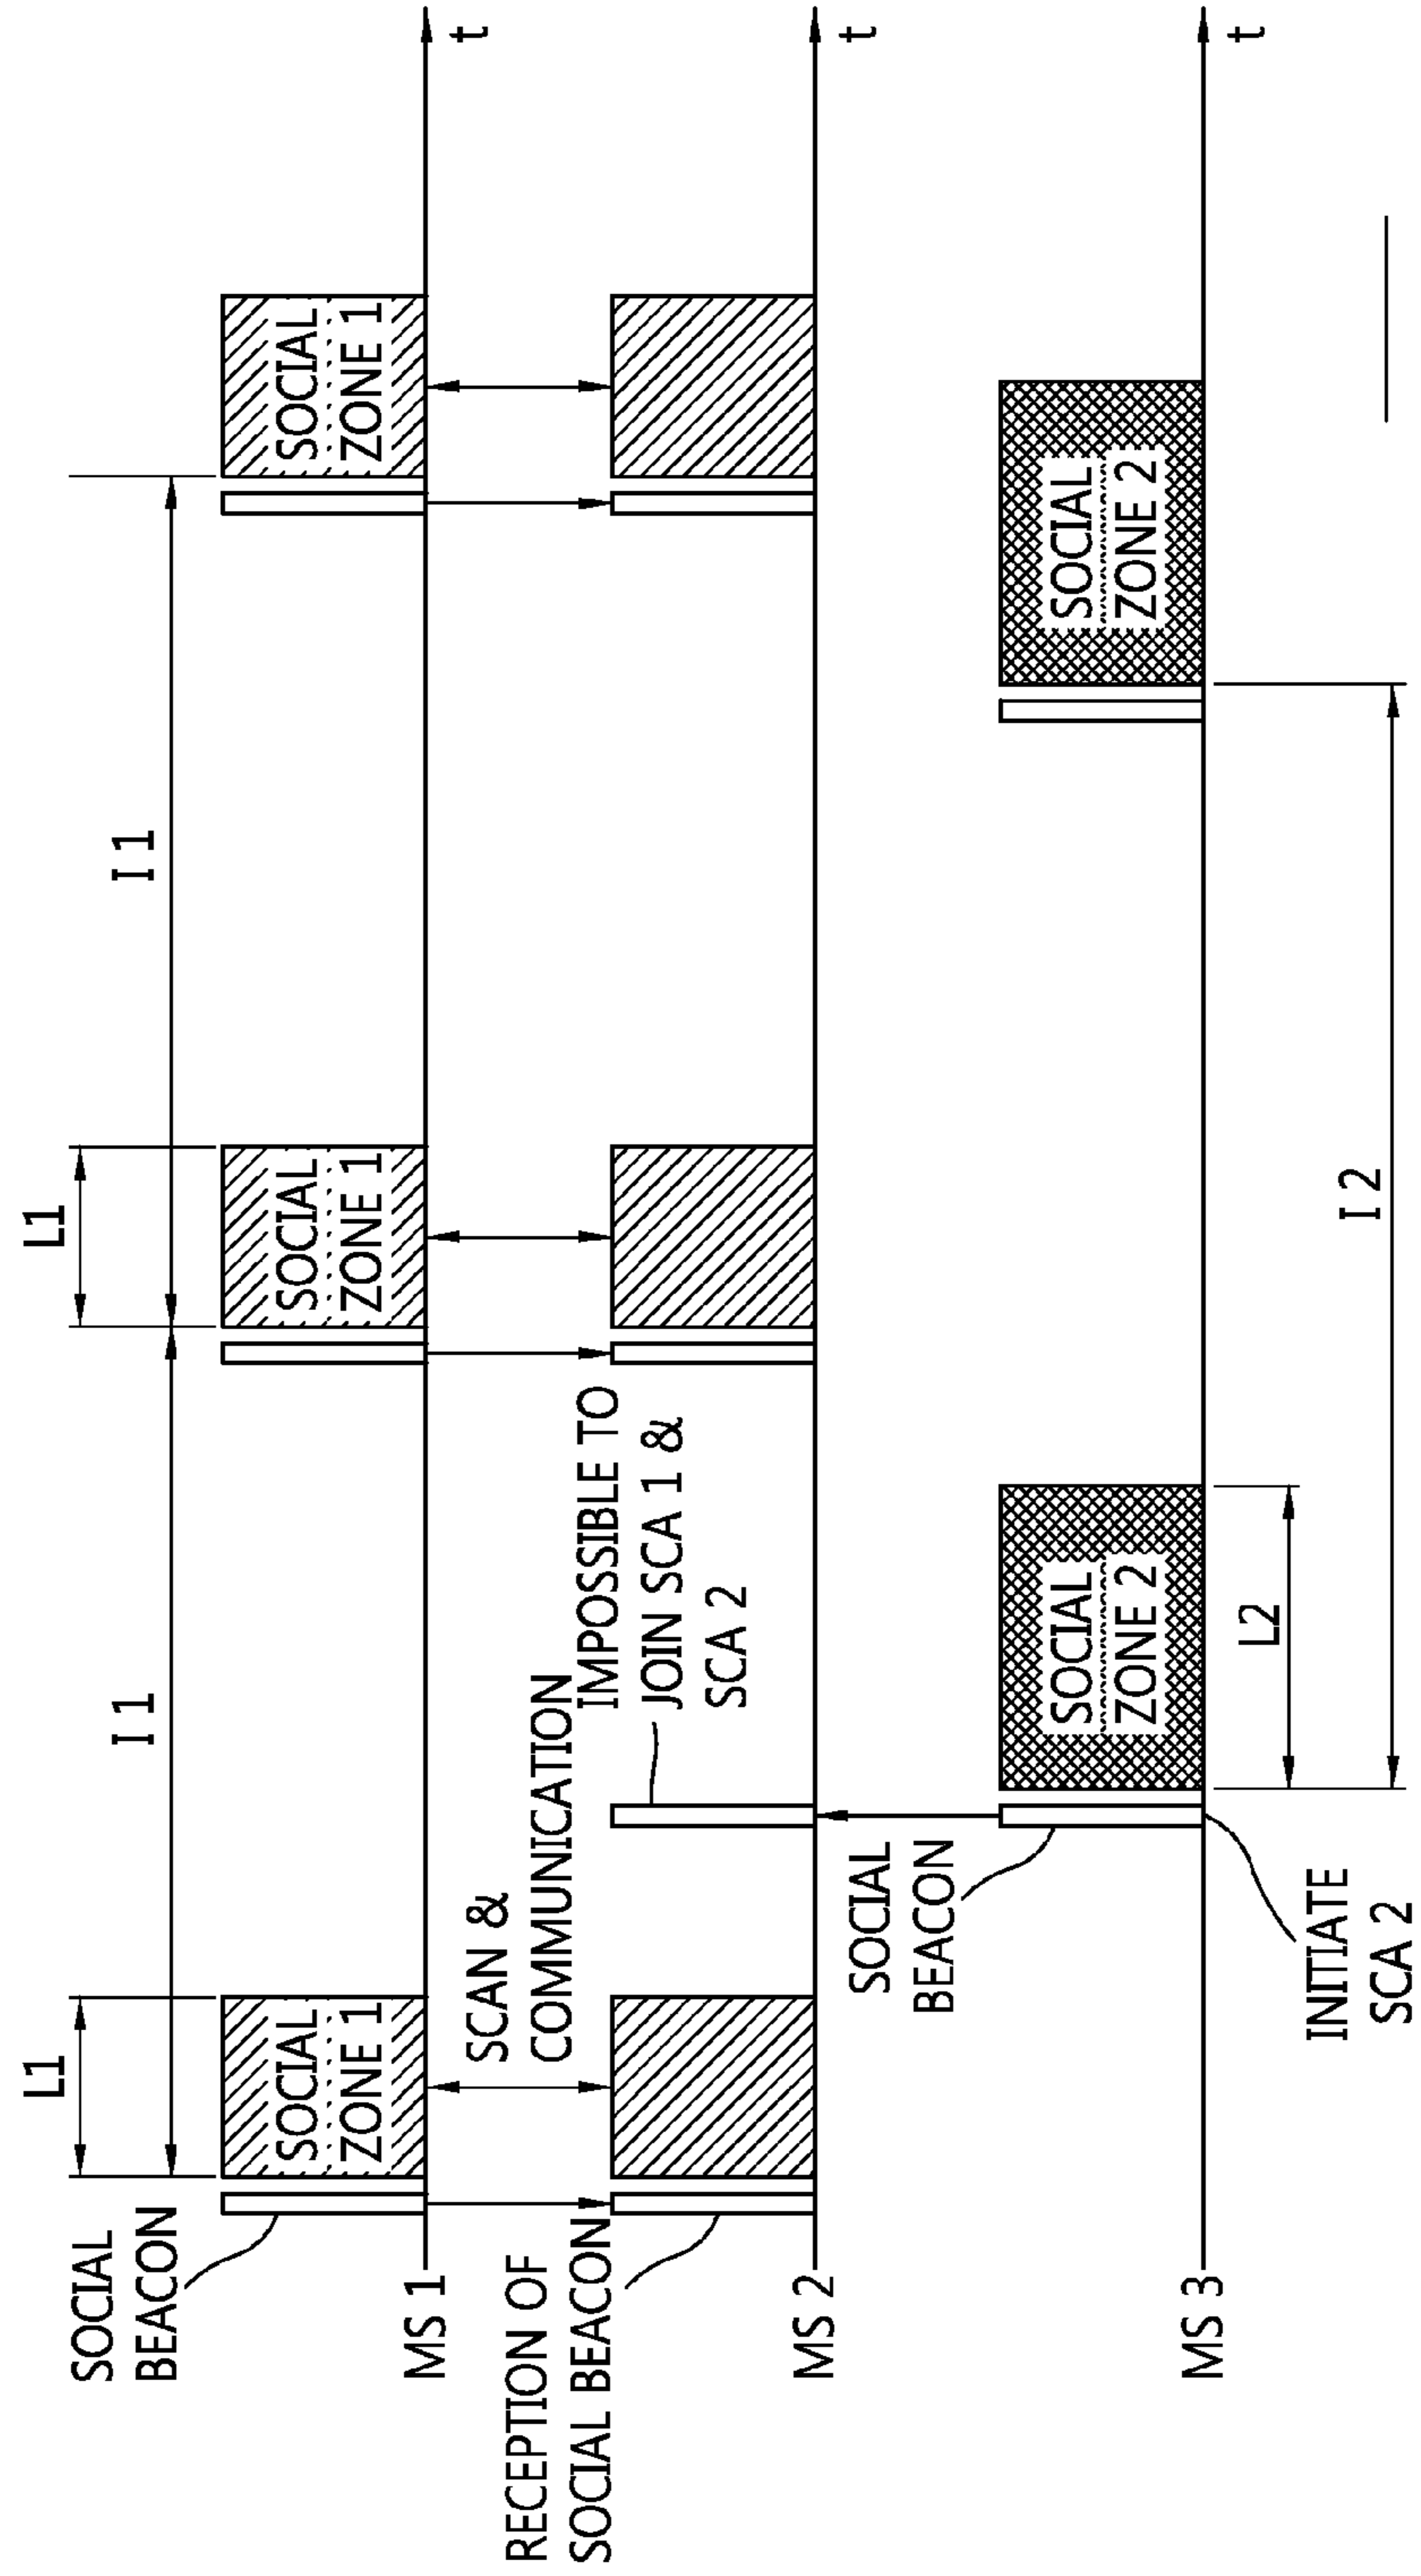 L1
L1
I 1
I 1
SOCIAL
BEACON
SOCIAL
ZONE 1
SOCIAL
ZONE 1
SOCIAL
ZONE 1
MS 1
t
RECEPTION OF
SOCIAL BEACON
SCAN &
COMMUNICATION
IMPOSSIBLE TO
JOIN SCA 1 &
SCA 2
MS 2
t
SOCIAL
BEACON
SOCIAL
ZONE 2
SOCIAL
ZONE 2
MS 3
t
INITIATE
SCA 2
L2
I 2